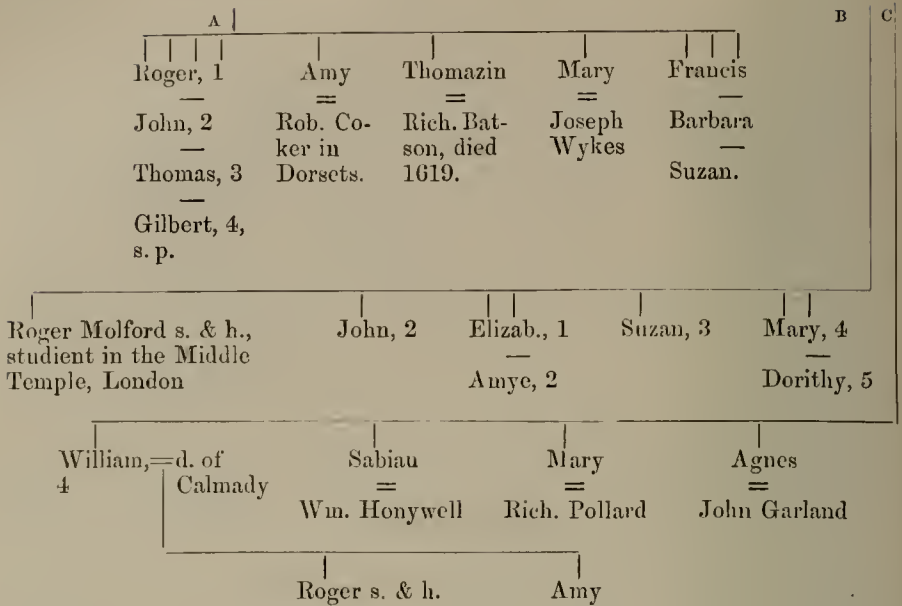 A B C
Roger, 1 Amy Thomazin Mary Francis
— = = = —
John, 2 Rob. Co- Rich. Bat- Joseph Barbara
— ker in son, died Wykes —
Thomas, 3 Dorsets. 1619. Suzan.
—
Gilbert, 4,
s. p.
Roger Molford s. & h., John, 2 Elizab., 1 Suzan, 3 Mary, 4
studient in the Middle — —
Temple, London Amye, 2 Dorithy, 5
William,=d. of Sabiau Mary Agnes
4 Calmady = = =
Wm. Honywell Rich. Pollard John Garland
Roger s. & h. Amy